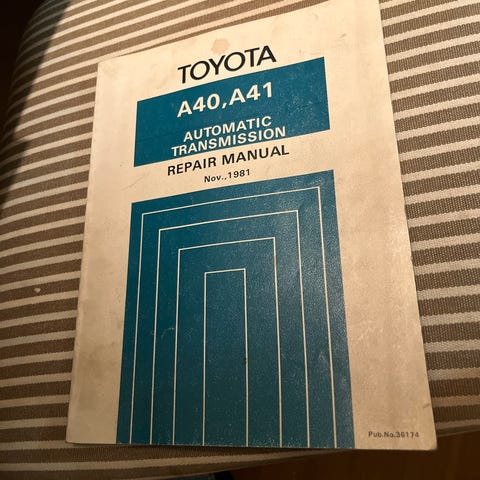 TOYOTA
A40, A41
AUTOMATIC
TRANSMISSION
REPAIR MANUAL
Nov.,1981
Pub.No.36174